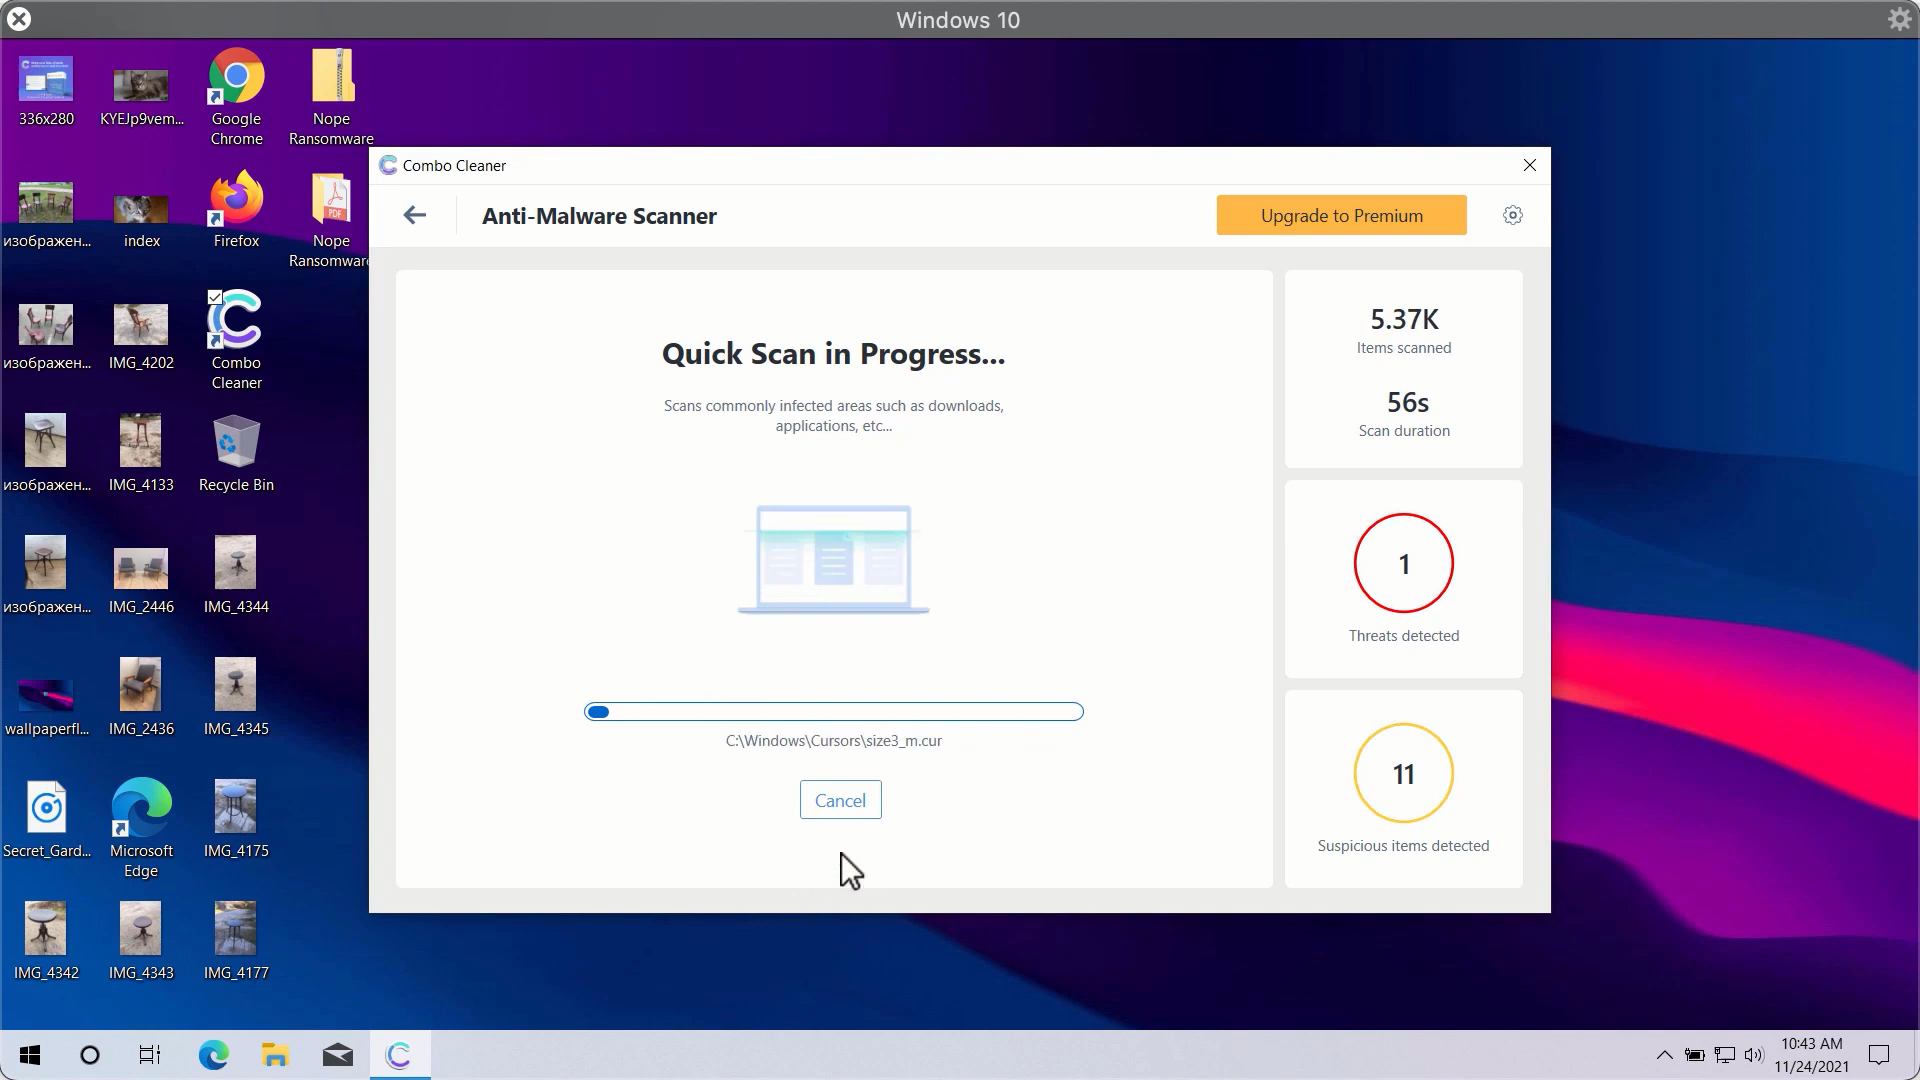 Windows 10
336x280
KYEJp9vem...
Google
Chrome
Nope
Ransomware
изображен...
index
Firefox
Nope
Ransomware
изображен...
IMG_4202
Combo
Cleaner
изображен...
IMG_4133
Recycle Bin
изображен...
IMG_2446
IMG_4344
wallpaperfl...
IMG_2436
IMG_4345
Secret_Gard...
Microsoft
Edge
IMG_4175
IMG_4342
IMG_4343
IMG_4177
PDF
Combo Cleaner
Anti-Malware Scanner
Upgrade to Premium
Quick Scan in Progress...
Scans commonly infected areas such as downloads,
applications, etc...
C:\Windows\Cursors\size3_m.cur
Cancel
5.37K
Items scanned
56s
Scan duration
1
Threats detected
11
Suspicious items detected
10:43 AM
11/24/2021